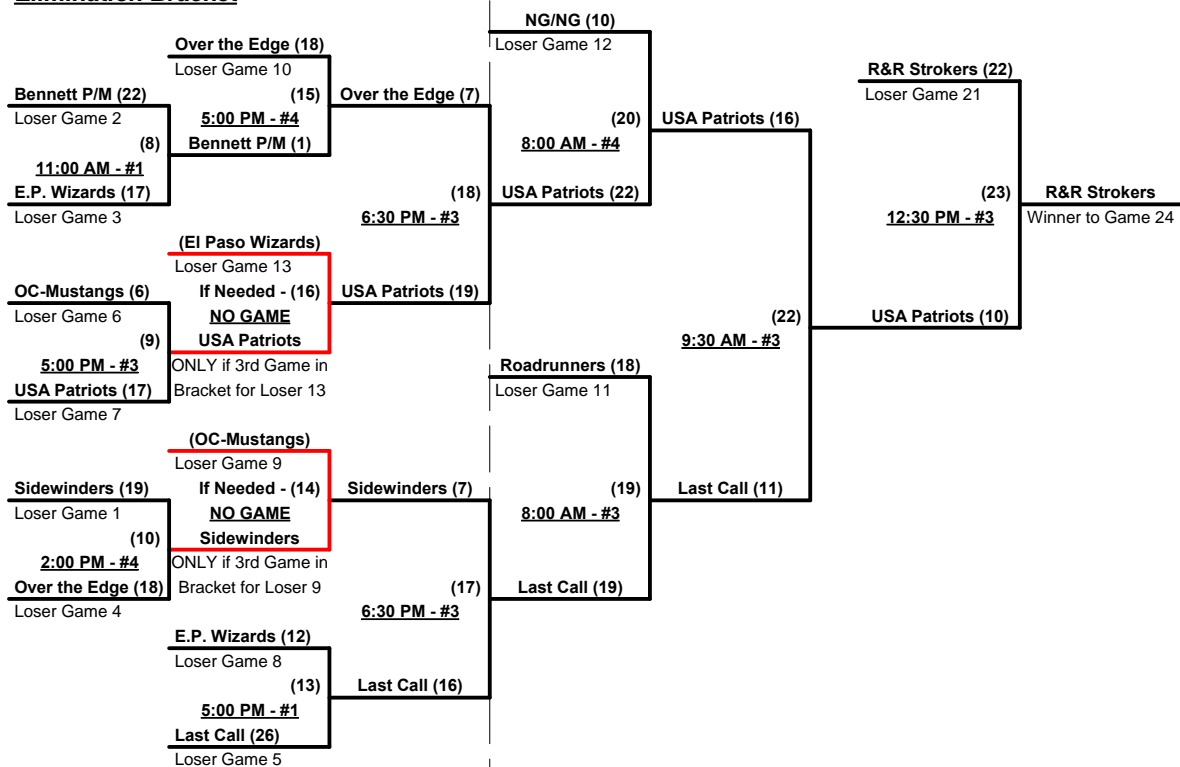 Elimination Bracket
NG/NG (10)
Loser Game 12
Over the Edge (18)
Loser Game 10
R&R Strokers (22)
Loser Game 21
Bennett P/M (22)
Loser Game 2
(15)
5:00 PM - #4
Over the Edge (7)
(20)
8:00 AM - #4
USA Patriots (16)
(8)
11:00 AM - #1
Bennett P/M (1)
E.P. Wizards (17)
Loser Game 3
(18)
6:30 PM - #3
USA Patriots (22)
(23)
12:30 PM - #3
R&R Strokers
Winner to Game 24
(El Paso Wizards)
Loser Game 13
OC-Mustangs (6)
Loser Game 6
If Needed - (16)
NO GAME
USA Patriots (19)
(9)
5:00 PM - #3
USA Patriots
ONLY if 3rd Game in
Bracket for Loser 13
(22)
9:30 AM - #3
USA Patriots (10)
USA Patriots (17)
Loser Game 7
Roadrunners (18)
Loser Game 11
(OC-Mustangs)
Loser Game 9
Sidewinders (19)
Loser Game 1
If Needed - (14)
NO GAME
Sidewinders (7)
(19)
8:00 AM - #3
Last Call (11)
(10)
2:00 PM - #4
Sidewinders
ONLY if 3rd Game in
Bracket for Loser 9
Over the Edge (18)
Loser Game 4
(17)
6:30 PM - #3
Last Call (19)
E.P. Wizards (12)
Loser Game 8
(13)
5:00 PM - #1
Last Call (16)
Last Call (26)
Loser Game 5